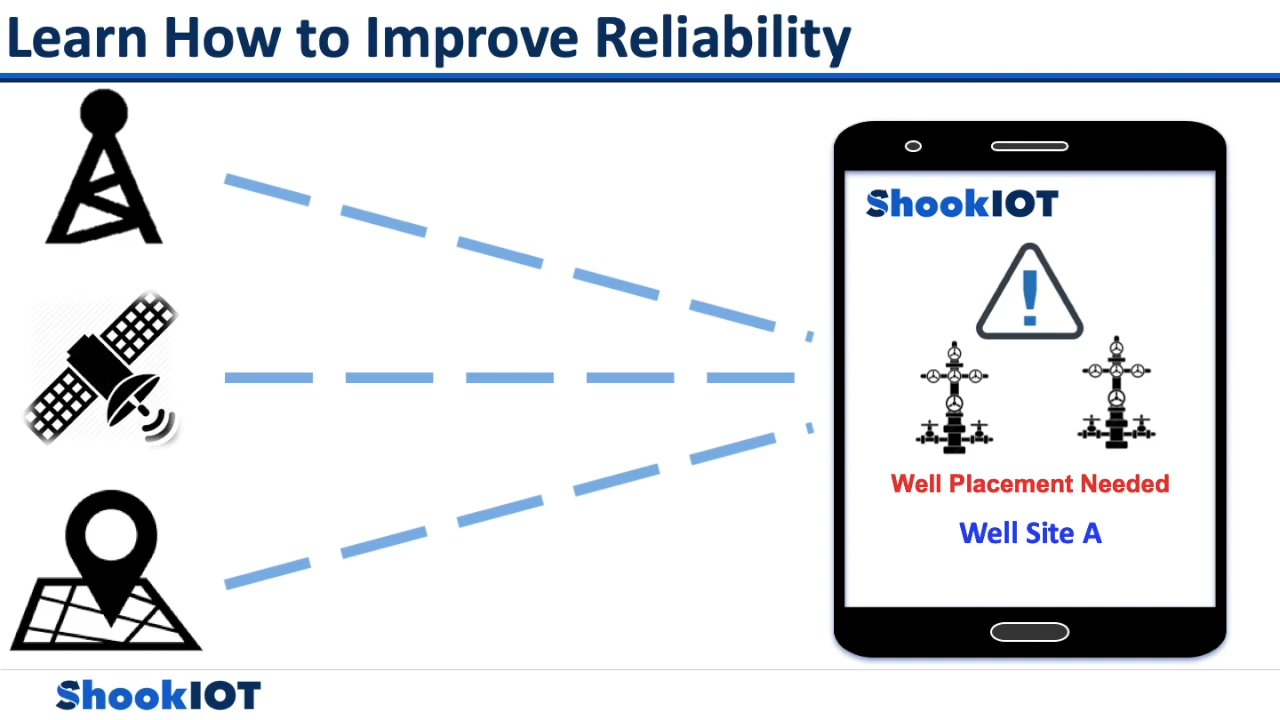 Learn How to Improve Reliability
ShookIOT
Well Placement Needed
Well Site A
ShookIOT